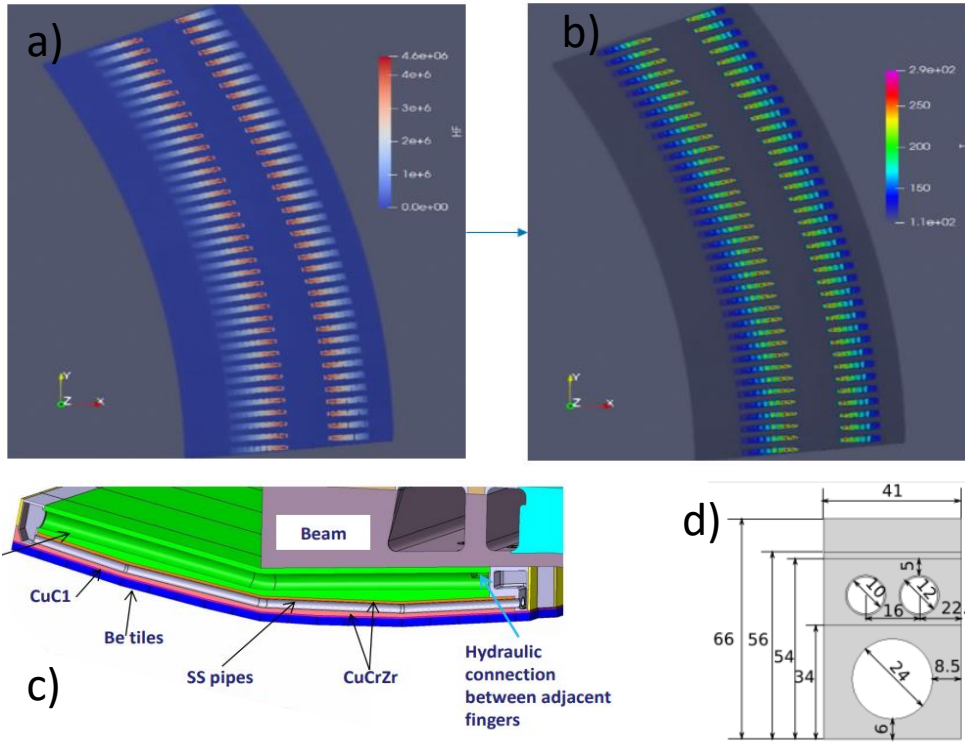 a)
4.6e+06
4e+6
3e+6
2e+6
1e+6
0.0e+00
HF
Y
Z
X
b)
2.9e+02
250
200
150
1.1e+02
T
Y
Z
X
c)
Beam
CuC1
Be tiles
SS pipes
CuCrZr
Hydraulic
connection
between adjacent
fingers
d)
41
5
10
12
16
22.
66
56
54
34
24
8.5
6